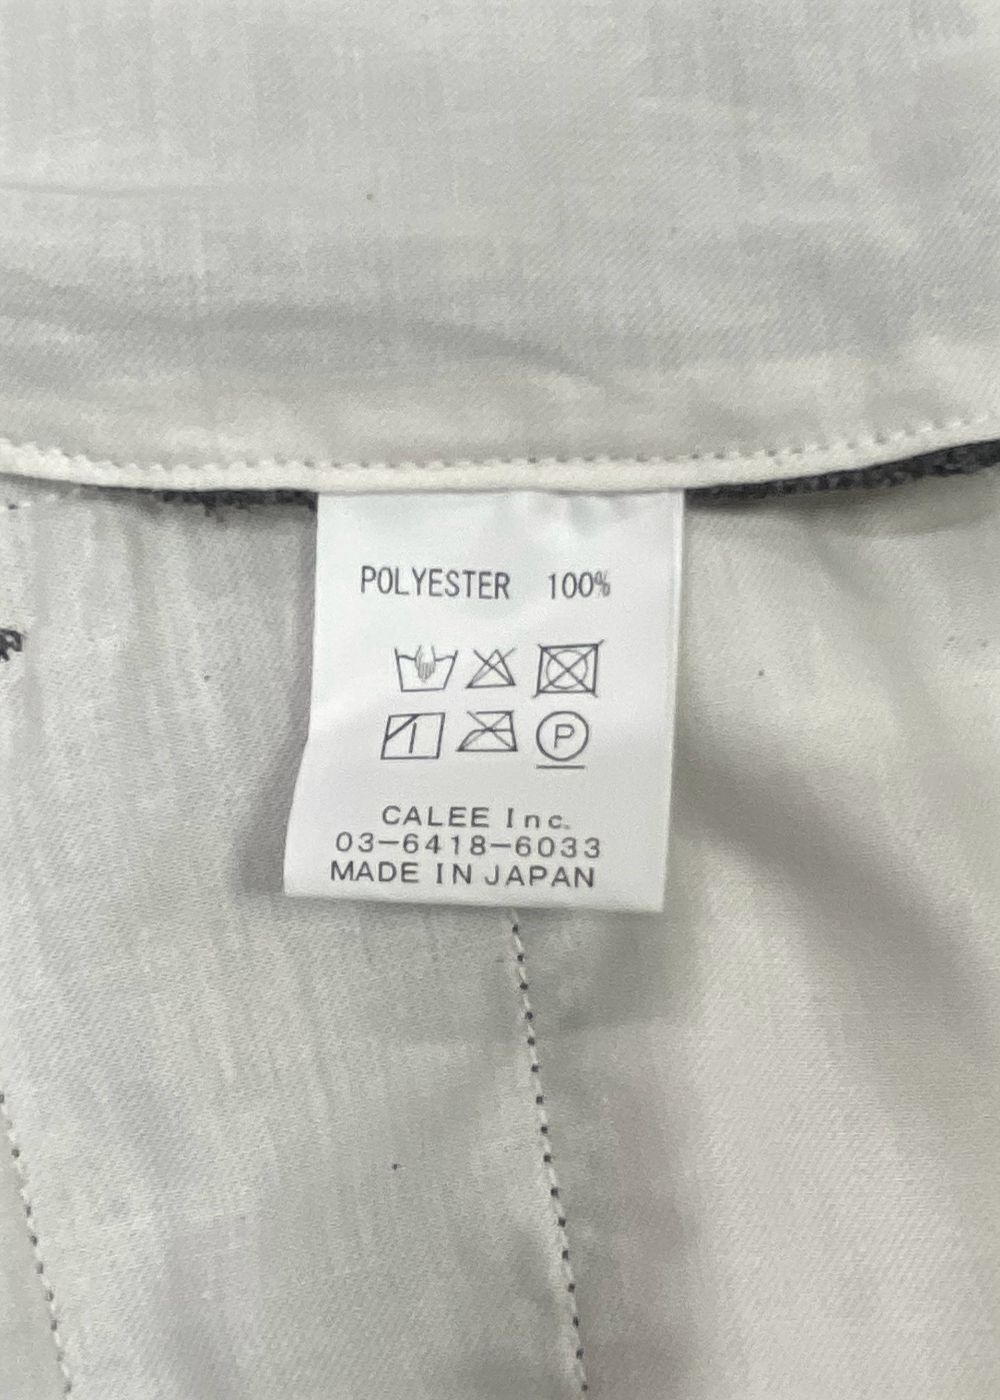 POLYESTER 100%
P
CALEE Inc.
03-6418-6033
MADE IN JAPAN